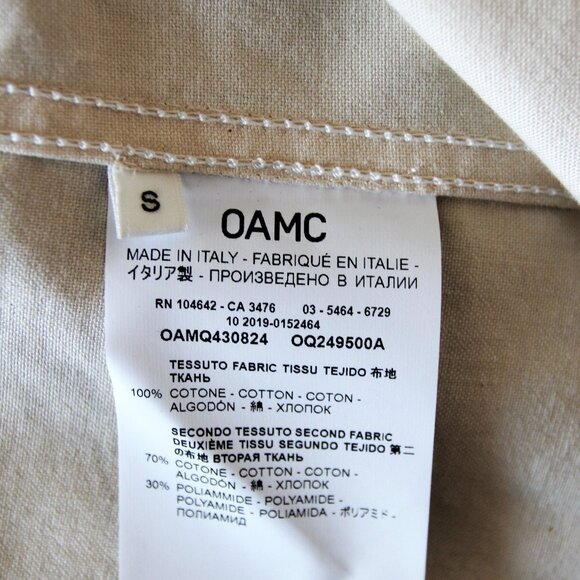 S
OAMC
MADE IN ITALY - FABRIQUÉ EN ITALIE -
イタリア製 - ПРОИЗВЕДЕНО В ИТАЛИИ
RN 104642 - CA 3476 03 - 5464 - 6729
10 2019-0152464
OAMQ430824 OQ249500A
TESSUTO FABRIC TISSU TEJIDO 布地
ТКАНЬ
100% COTONE - COTTON - COTON -
ALGODÓN - 綿 - ХЛОПОК
SECONDO TESSUTO SECOND FABRIC
DEUXIÈME TISSU SEGUNDO TEJIDO 第二
の布地 ВТОРАЯ ТКАНЬ
70% COTONE - COTTON - COTON -
ALGODÓN - 綿 - ХЛОПОК
30% POLIAMMIDE - POLYAMIDE -
POLYAMIDE - POLIAMIDA - ポリアミド -
ПОЛИАМИД